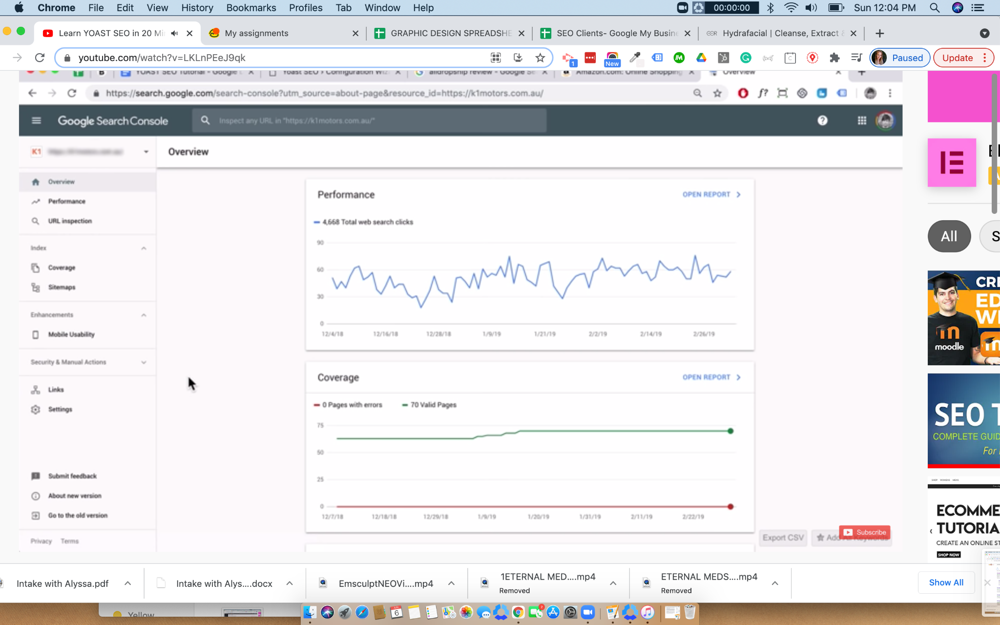 Chrome File Edit View History Bookmarks Profiles Tab Window Help 00:00:00 Sun 12:04 PM
Learn YOAST SEO in 20 Mi My assignments GRAPHIC DESIGN SPREADSHE SEO Clients- Google My Busine Hydrafacial | Cleanse, Extract &
youtube.com/watch?v=LKLnPEeJ9qk 1 New Paused Update
YOAST SEO Tutorial - Google Yoast SEO › Configuration Wiz alidropship review - Google Se Amazon.com: Online Shopping Overview
https://search.google.com/search-console?utm_source=about-page&resource_id=https://k1motors.com.au/
Google Search Console Inspect any URL in "https://k1motors.com.au/"
K1 Overview
Overview
Performance
URL inspection
Index
Coverage
Sitemaps
Enhancements
Mobile Usability
Security & Manual Actions
Links
Settings
Submit feedback
About new version
Go to the old version
Privacy Terms
Performance OPEN REPORT
4,668 Total web search clicks
90
60
30
0
12/4/18 12/16/18 12/28/18 1/9/19 1/21/19 2/2/19 2/14/19 2/26/19
Coverage OPEN REPORT
0 Pages with errors 70 Valid Pages
75
50
25
0
12/7/18 12/18/18 12/29/18 1/9/19 1/20/19 1/31/19 2/11/19 2/22/19
Export CSV Add All Keywords
Subscribe
All S
CRE
ED
WI
moodle
SEO T
COMPLETE GUID
For
SHOP WOMENS MENS
ECOMME
TUTORIA
CREATE AN ONLINE ST
SHOP NOW
Intake with Alyssa.pdf Intake with Alys....docx EmsculptNEOVi....mp4 1ETERNAL MED....mp4 ETERNAL MEDS....mp4 Show All
Removed Removed
Yellow
6 2